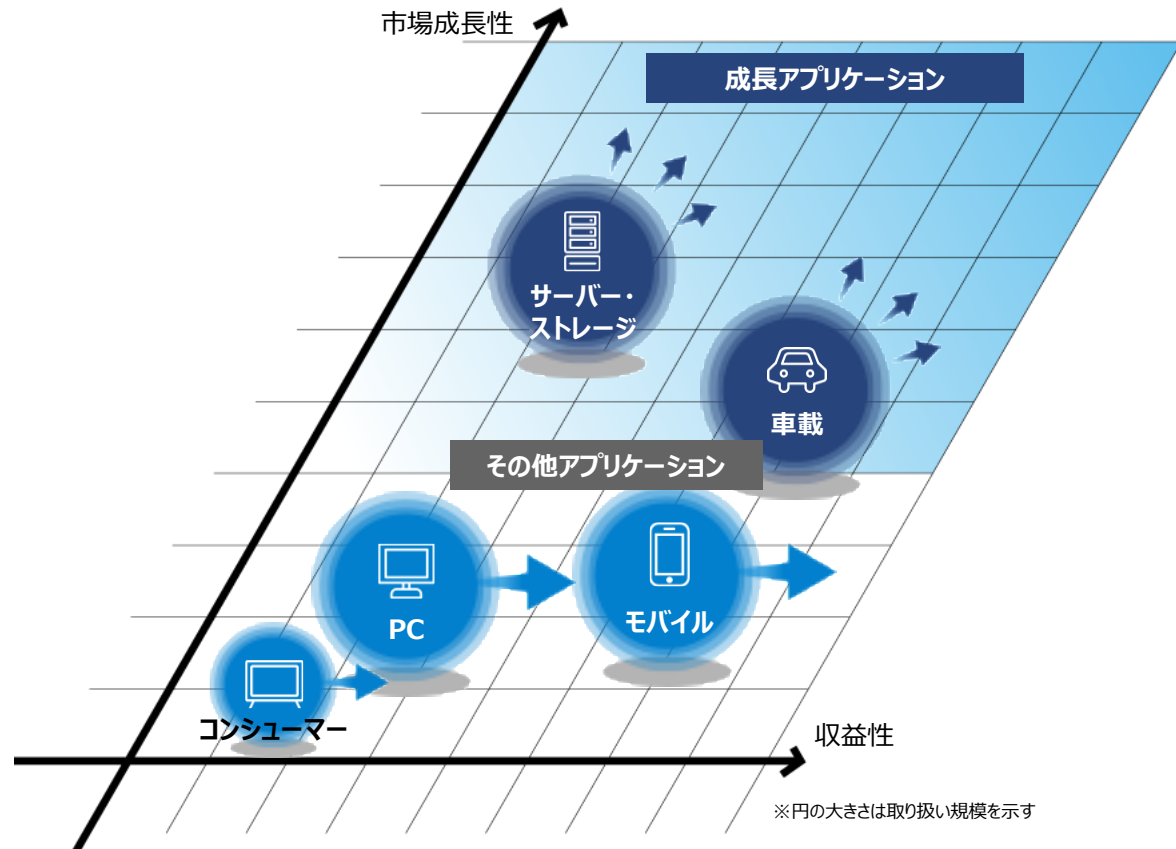 市場成長性
成長アプリケーション
サーバー・
ストレージ
車載
その他アプリケーション
PC
モバイル
コンシューマー
収益性
※円の大きさは取り扱い規模を示す